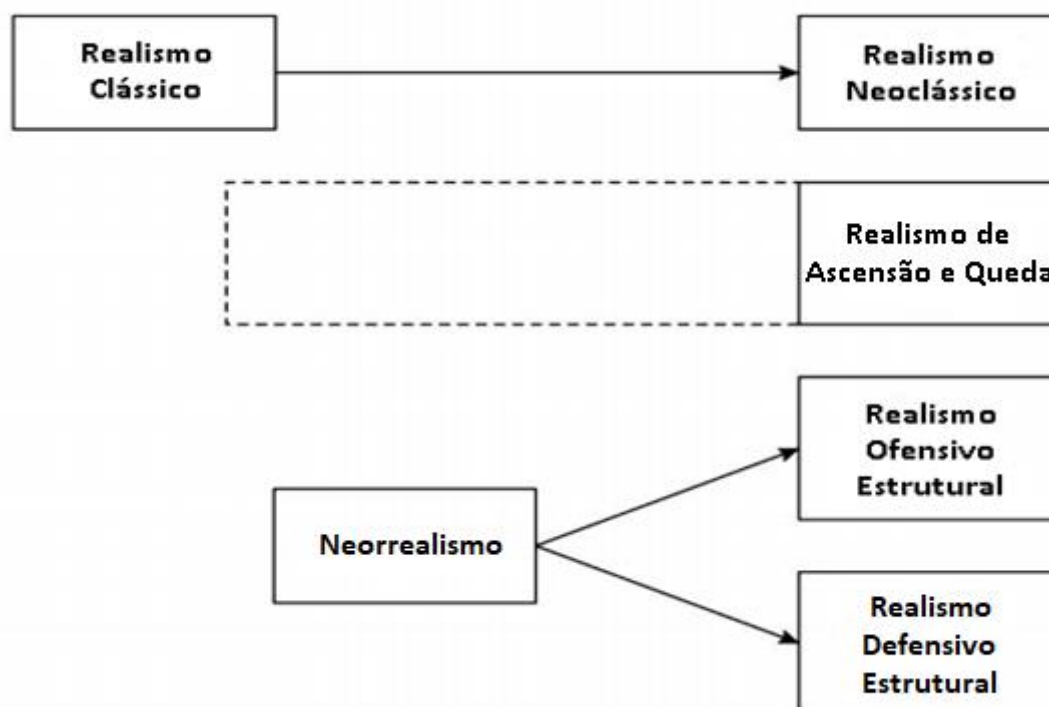 Realismo
Clássico
Realismo
Neoclássico
Realismo de
Ascensão e Queda
Realismo
Ofensivo
Estrutural
Neorrealismo
Realismo
Defensivo
Estrutural